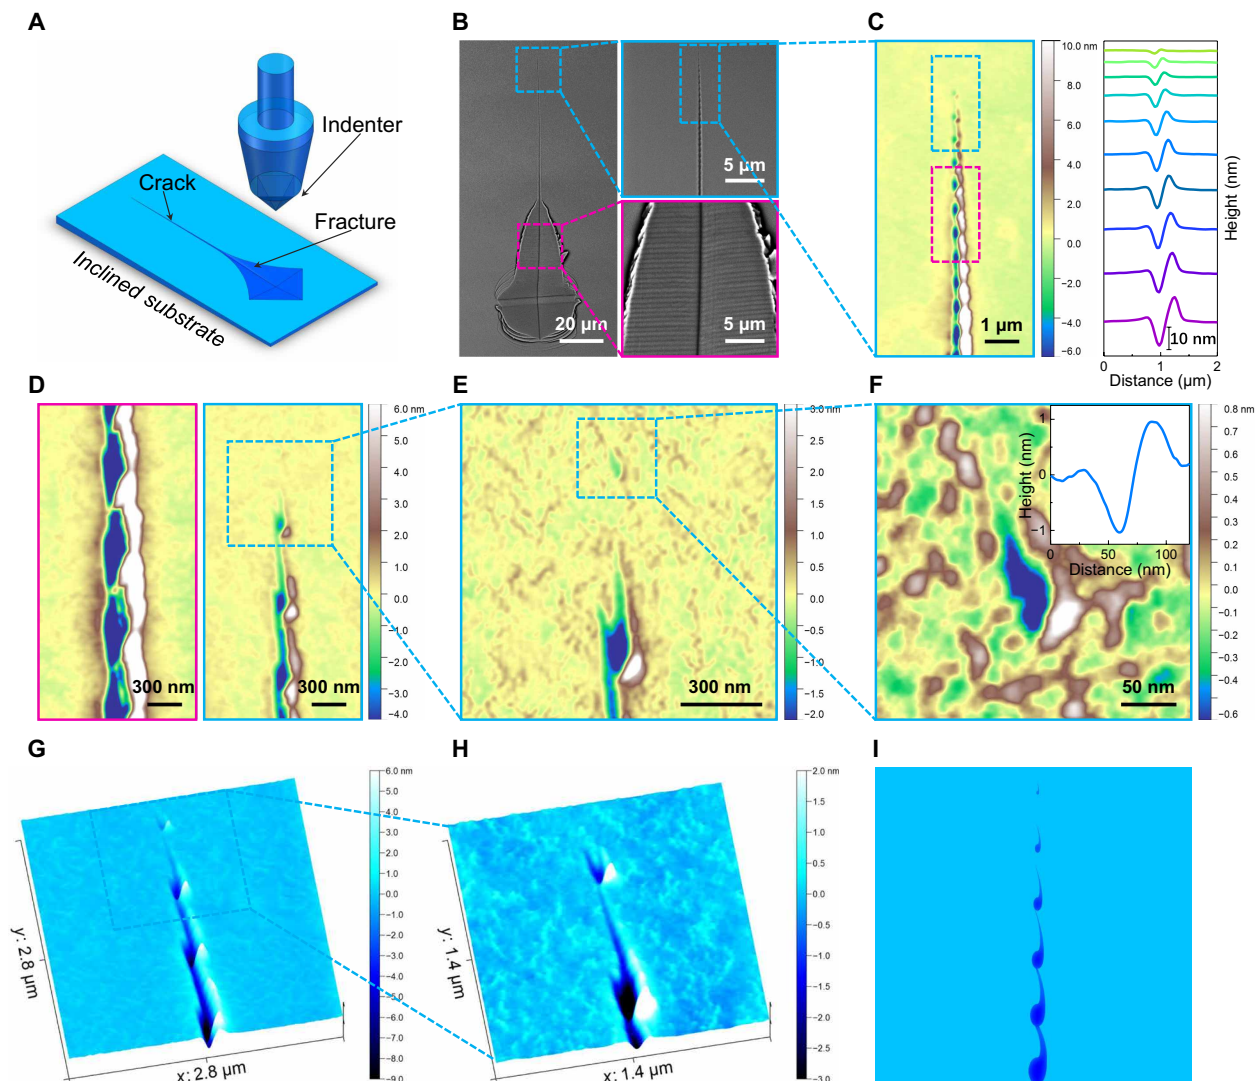 A
Indenter
Crack
Fracture
Inclined substrate
B
20 µm
5 µm
5 µm
C
1 µm
10.0 nm
8.0
6.0
4.0
2.0
0.0
−2.0
−4.0
−6.0
Height (nm)
10 nm
0
1
2
Distance (µm)
D
300 nm
300 nm
6.0 nm
5.0
4.0
3.0
2.0
1.0
0.0
−1.0
−2.0
−3.0
−4.0
E
300 nm
3.0 nm
2.5
2.0
1.5
1.0
0.5
0.0
−0.5
−1.0
−1.5
−2.0
F
50 nm
Height (nm)
1
0
−1
0
50
100
Distance (nm)
0.8 nm
0.7
0.6
0.5
0.4
0.3
0.2
0.1
0.0
−0.1
−0.2
−0.3
−0.4
−0.6
G
y: 2.8 µm
x: 2.8 µm
6.0 nm
5.0
4.0
3.0
2.0
1.0
0.0
−1.0
−2.0
−3.0
−4.0
−5.0
−6.0
−7.0
−8.0
−9.0
H
y: 1.4 µm
x: 1.4 µm
2.0 nm
1.5
1.0
0.5
0.0
−0.5
−1.0
−1.5
−2.0
−2.5
−3.0
I